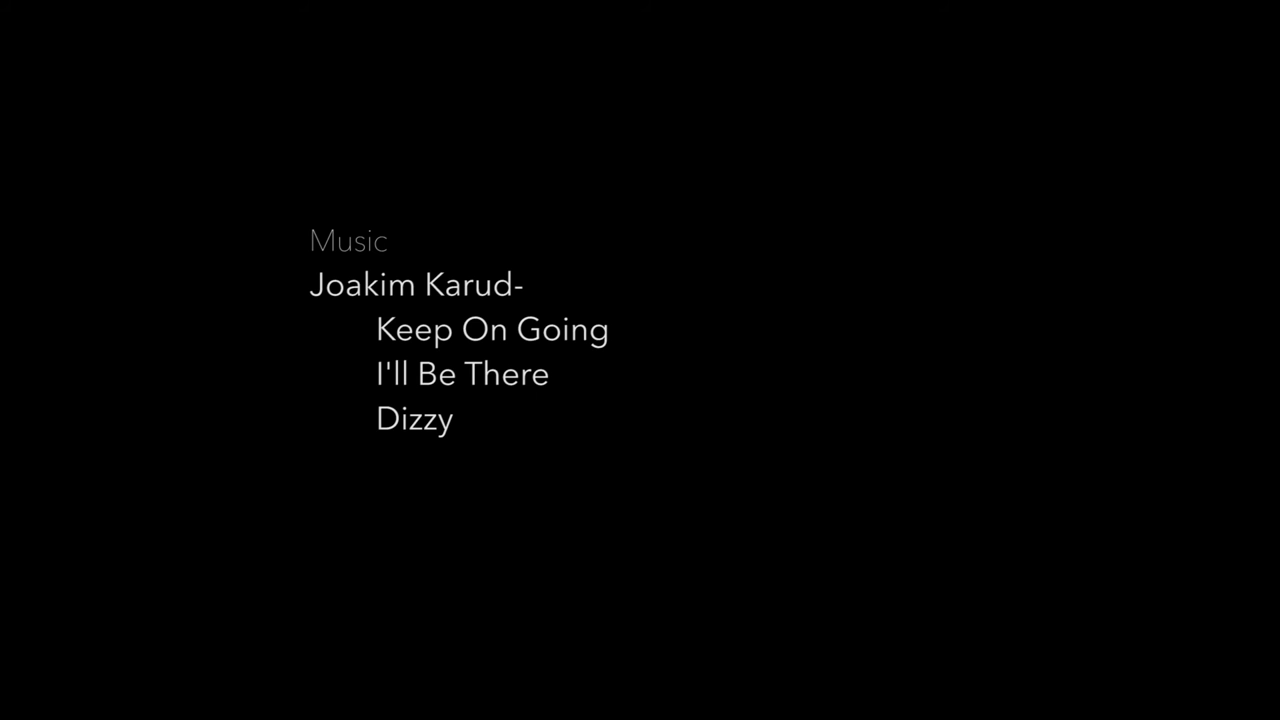 Music
Joakim Karud-
Keep On Going
I'll Be There
Dizzy